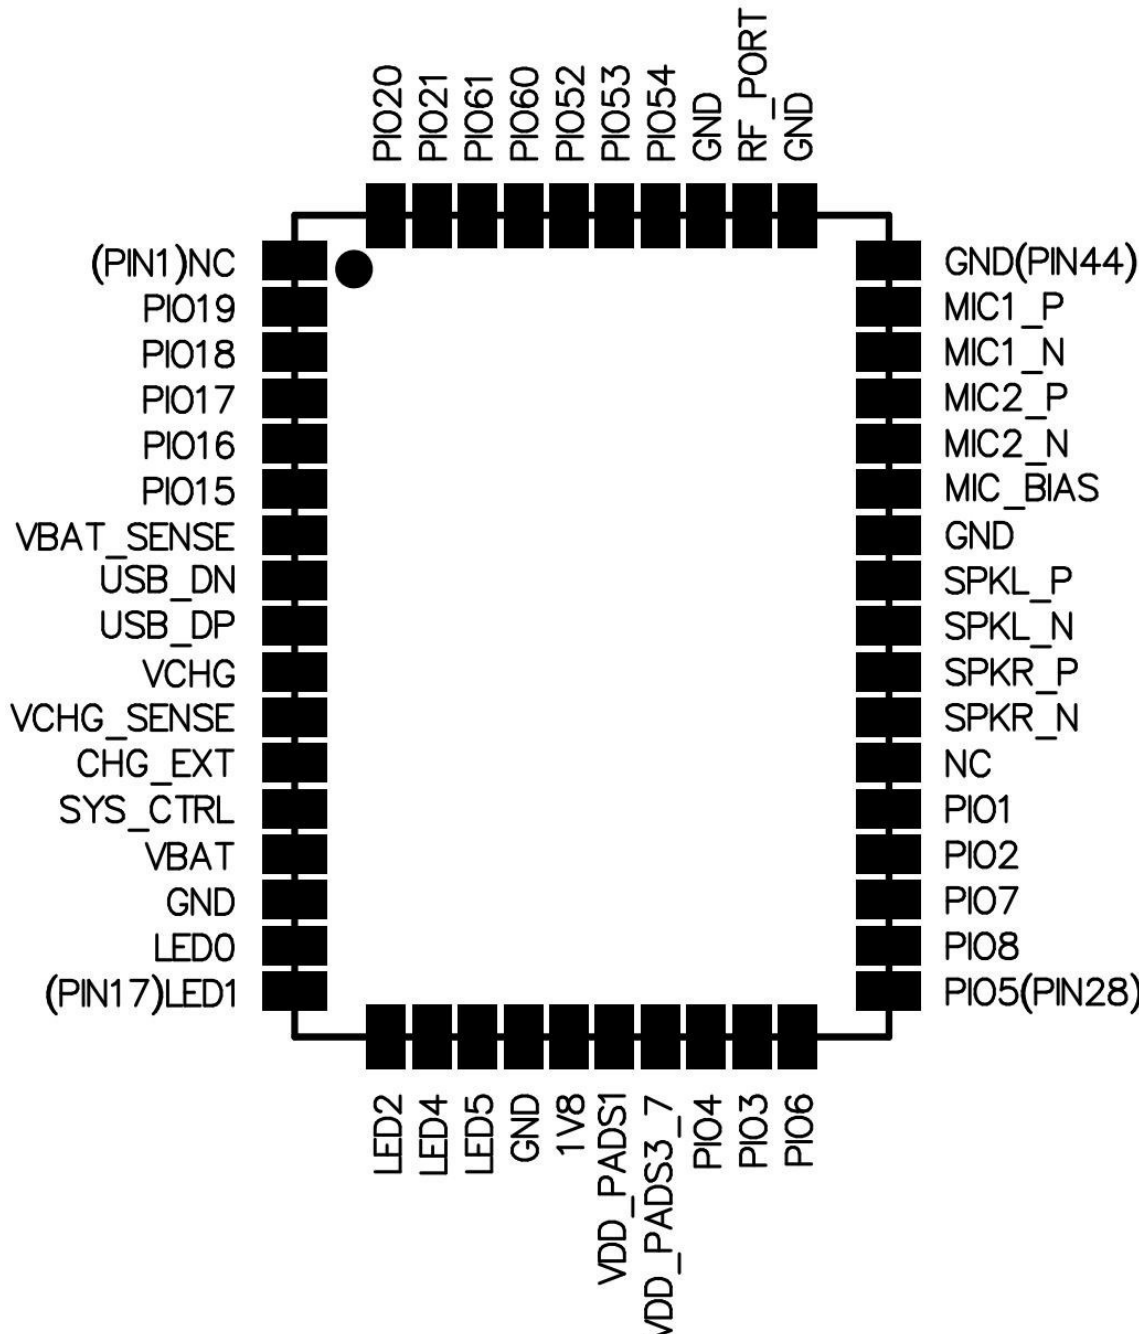 PIO20
PIO21
PIO61
PIO60
PIO52
PIO53
PIO54
GND
RF_PORT
GND
(PIN1)NC
PIO19
PIO18
PIO17
PIO16
PIO15
VBAT_SENSE
USB_DN
USB_DP
VCHG
VCHG_SENSE
CHG_EXT
SYS_CTRL
VBAT
GND
LED0
(PIN17)LED1
GND(PIN44)
MIC1_P
MIC1_N
MIC2_P
MIC2_N
MIC_BIAS
GND
SPKL_P
SPKL_N
SPKR_P
SPKR_N
NC
PIO1
PIO2
PIO7
PIO8
PIO5(PIN28)
LED2
LED4
LED5
GND
1V8
VDD_PADS1
VDD_PADS3_7
PIO4
PIO3
PIO6